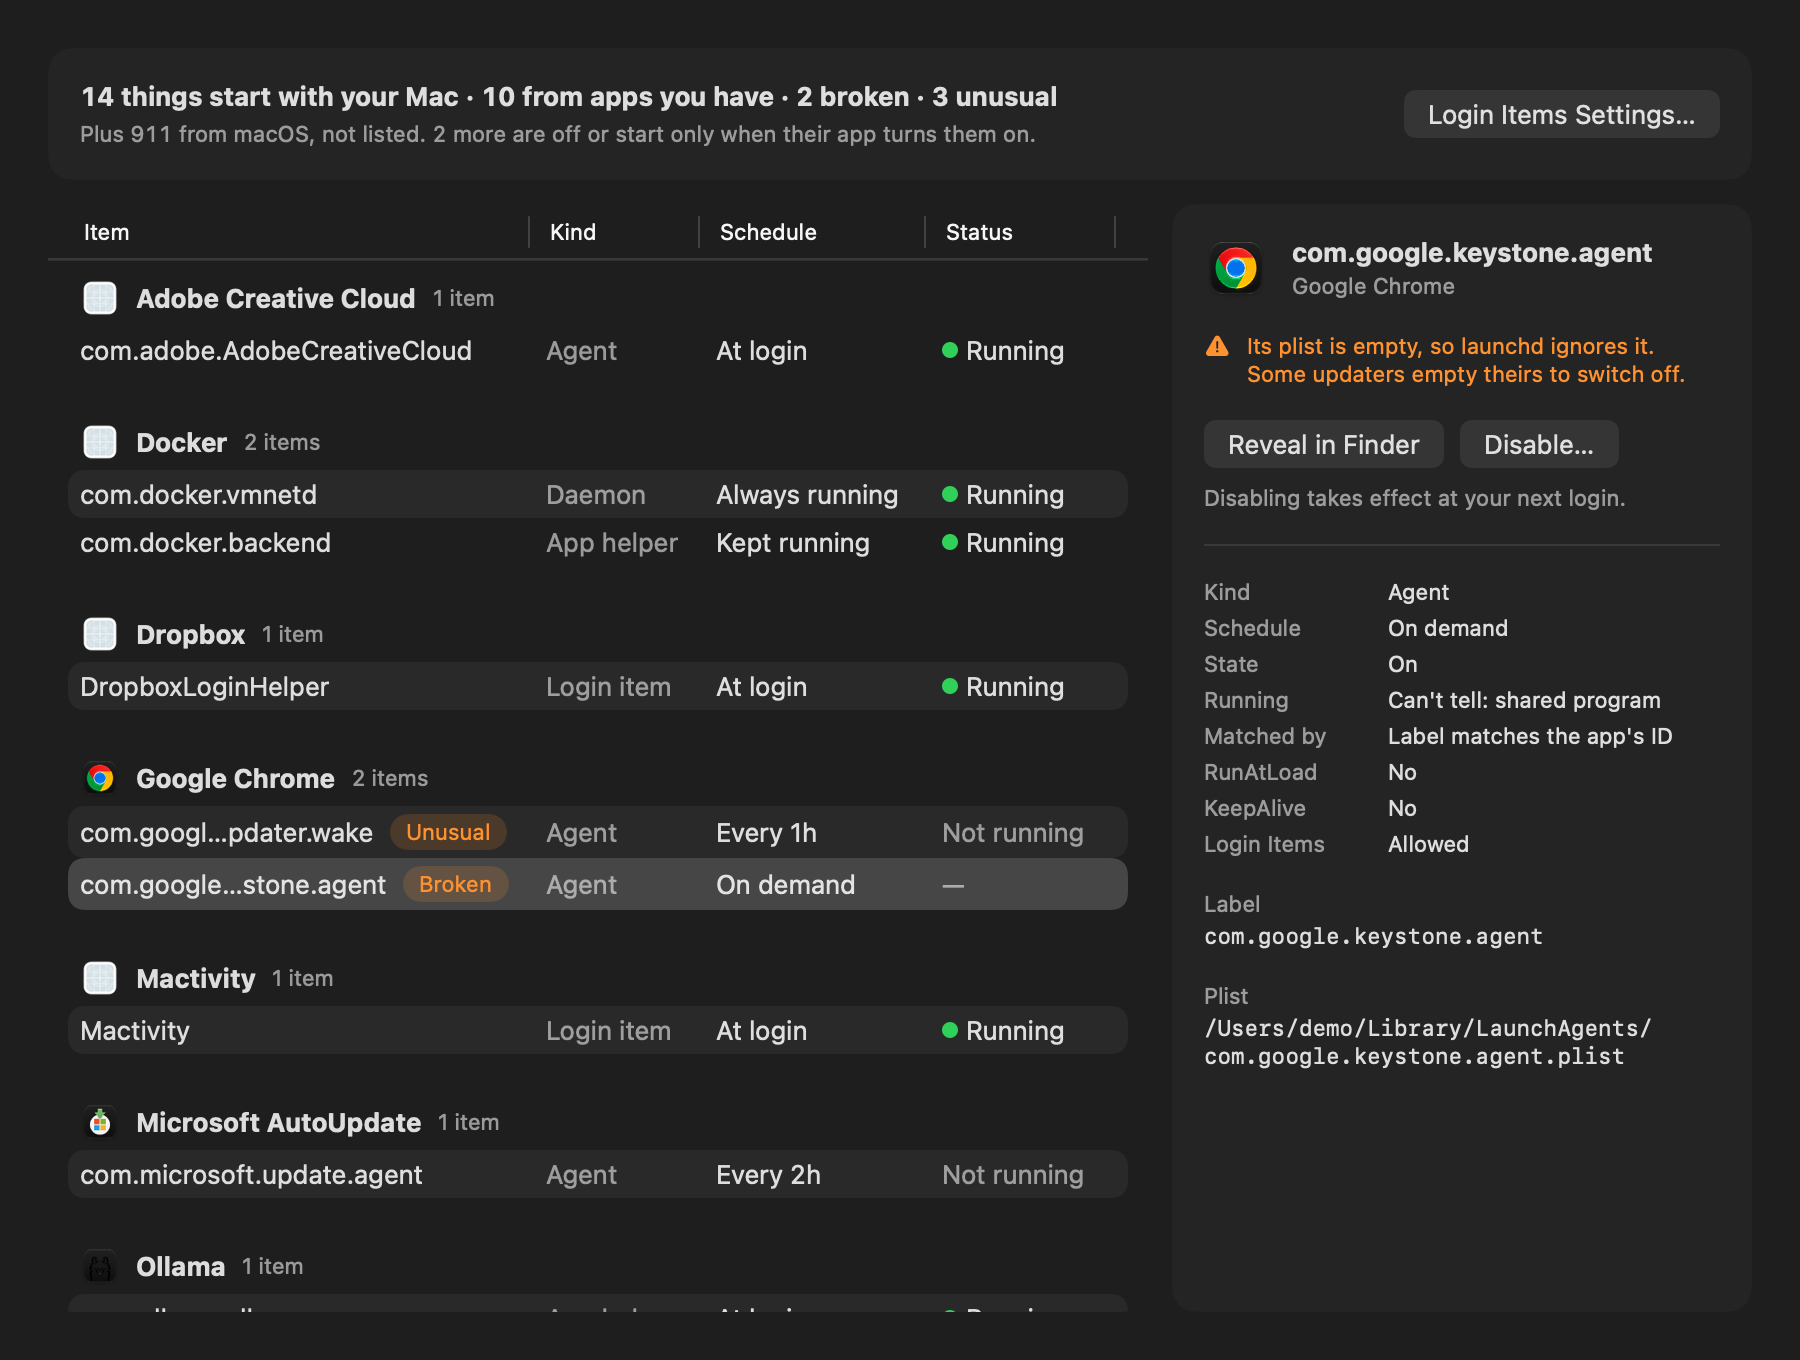 14 things start with your Mac · 10 from apps you have · 2 broken · 3 unusual
Plus 911 from macOS, not listed. 2 more are off or start only when their app turns them on.
Login Items Settings...
Item Kind Schedule Status
Adobe Creative Cloud 1 item
com.adobe.AdobeCreativeCloud Agent At login Running
Docker 2 items
com.docker.vmnetd Daemon Always running Running
com.docker.backend App helper Kept running Running
Dropbox 1 item
DropboxLoginHelper Login item At login Running
Google Chrome 2 items
com.googl...pdater.wake Unusual Agent Every 1h Not running
com.google...stone.agent Broken Agent On demand —
Mactivity 1 item
Mactivity Login item At login Running
Microsoft AutoUpdate 1 item
com.microsoft.update.agent Agent Every 2h Not running
Ollama 1 item
com.google.keystone.agent
Google Chrome
Its plist is empty, so launchd ignores it.
Some updaters empty theirs to switch off.
Reveal in Finder Disable...
Disabling takes effect at your next login.
Kind Agent
Schedule On demand
State On
Running Can't tell: shared program
Matched by Label matches the app's ID
RunAtLoad No
KeepAlive No
Login Items Allowed
Label
com.google.keystone.agent
Plist
/Users/demo/Library/LaunchAgents/
com.google.keystone.agent.plist